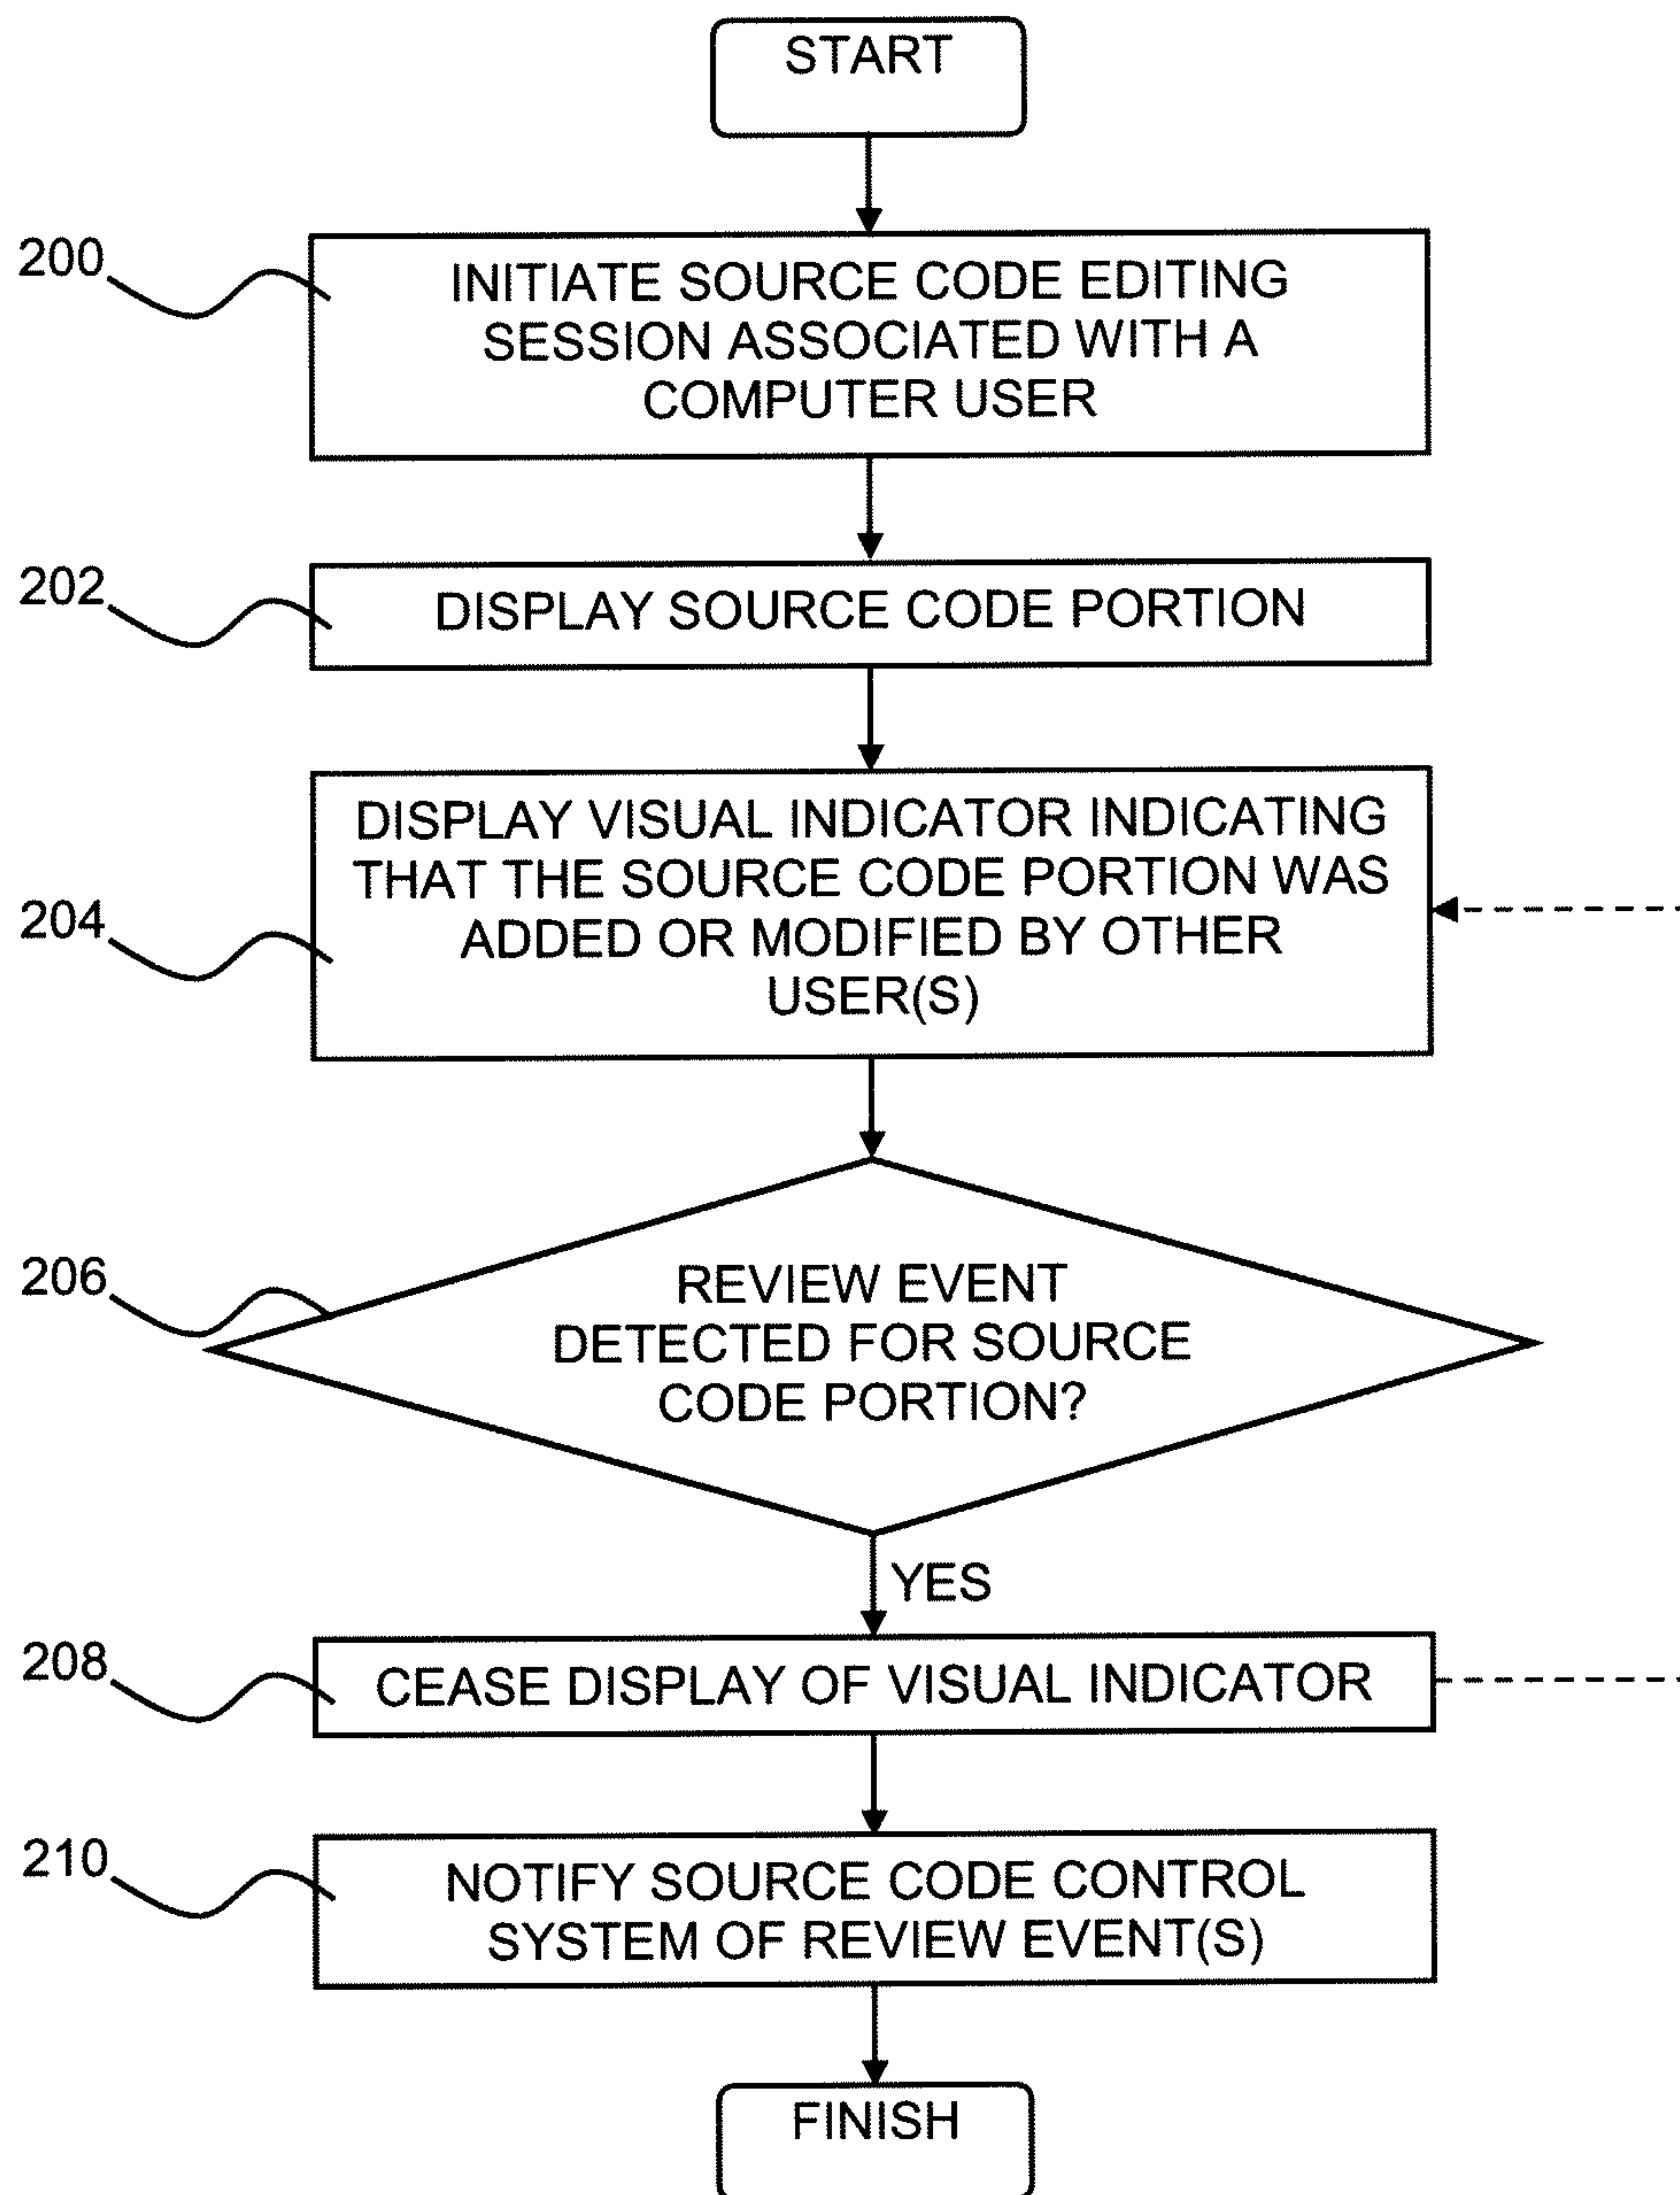 START
200
INITIATE SOURCE CODE EDITING
SESSION ASSOCIATED WITH A
COMPUTER USER
202
DISPLAY SOURCE CODE PORTION
204
DISPLAY VISUAL INDICATOR INDICATING
THAT THE SOURCE CODE PORTION WAS
ADDED OR MODIFIED BY OTHER
USER(S)
206
REVIEW EVENT
DETECTED FOR SOURCE
CODE PORTION?
YES
208
CEASE DISPLAY OF VISUAL INDICATOR
210
NOTIFY SOURCE CODE CONTROL
SYSTEM OF REVIEW EVENT(S)
FINISH